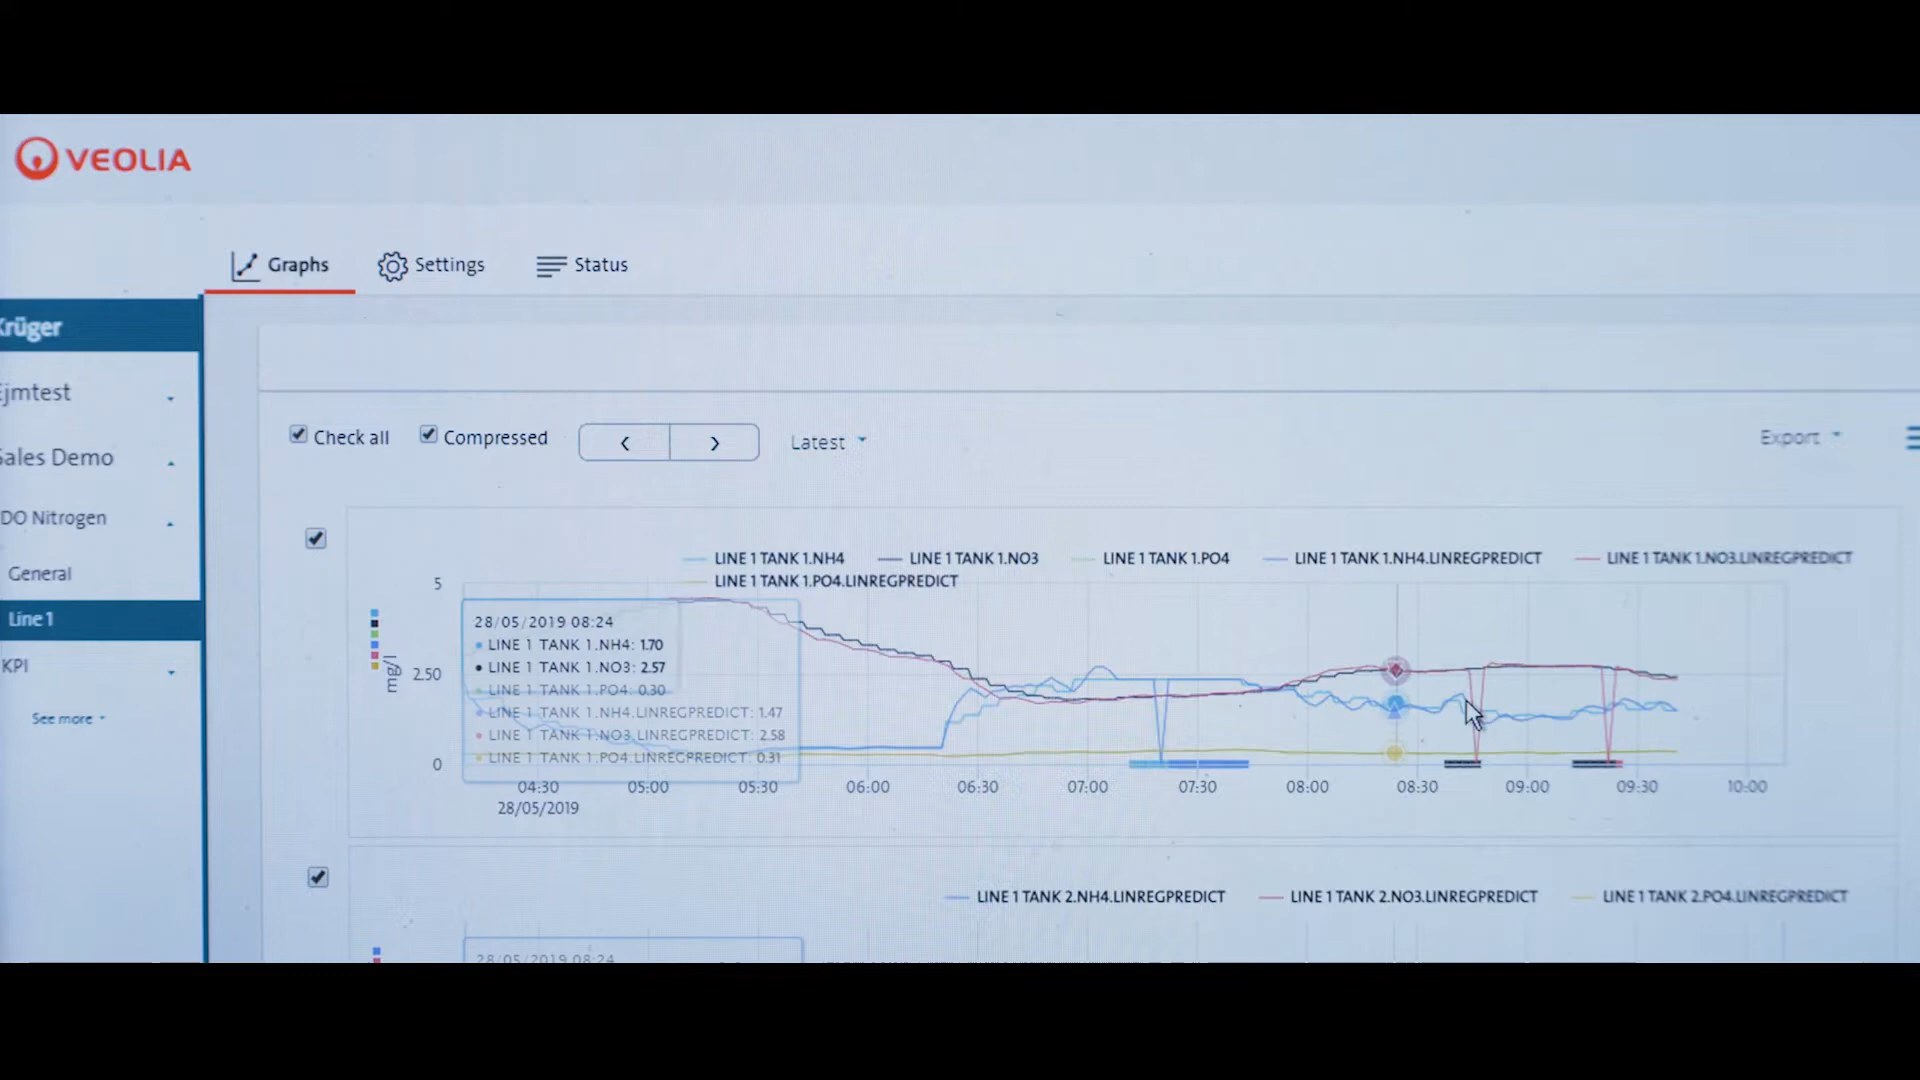 VEOLIA
Graphs
Settings
Status
Krüger
Ejmtest
Sales Demo
DO Nitrogen
General
Line 1
KPI
See more
Check all
Compressed
Latest
Export
LINE 1 TANK 1.NH4
LINE 1 TANK 1.NO3
LINE 1 TANK 1.PO4
LINE 1 TANK 1.NH4.LINREGPREDICT
LINE 1 TANK 1.NO3.LINREGPREDICT
LINE 1 TANK 1.PO4.LINREGPREDICT
5
2.50
0
mg/l
28/05/2019 08:24
LINE 1 TANK 1.NH4: 1.70
LINE 1 TANK 1.NO3: 2.57
LINE 1 TANK 1.PO4: 0.30
LINE 1 TANK 1.NH4.LINREGPREDICT: 1.47
LINE 1 TANK 1.NO3.LINREGPREDICT: 2.58
LINE 1 TANK 1.PO4.LINREGPREDICT: 0.31
04:30 05:00 05:30 06:00 06:30 07:00 07:30 08:00 08:30 09:00 09:30 10:00
28/05/2019
LINE 1 TANK 2.NH4.LINREGPREDICT
LINE 1 TANK 2.NO3.LINREGPREDICT
LINE 1 TANK 2.PO4.LINREGPREDICT
28/05/2019 08:24